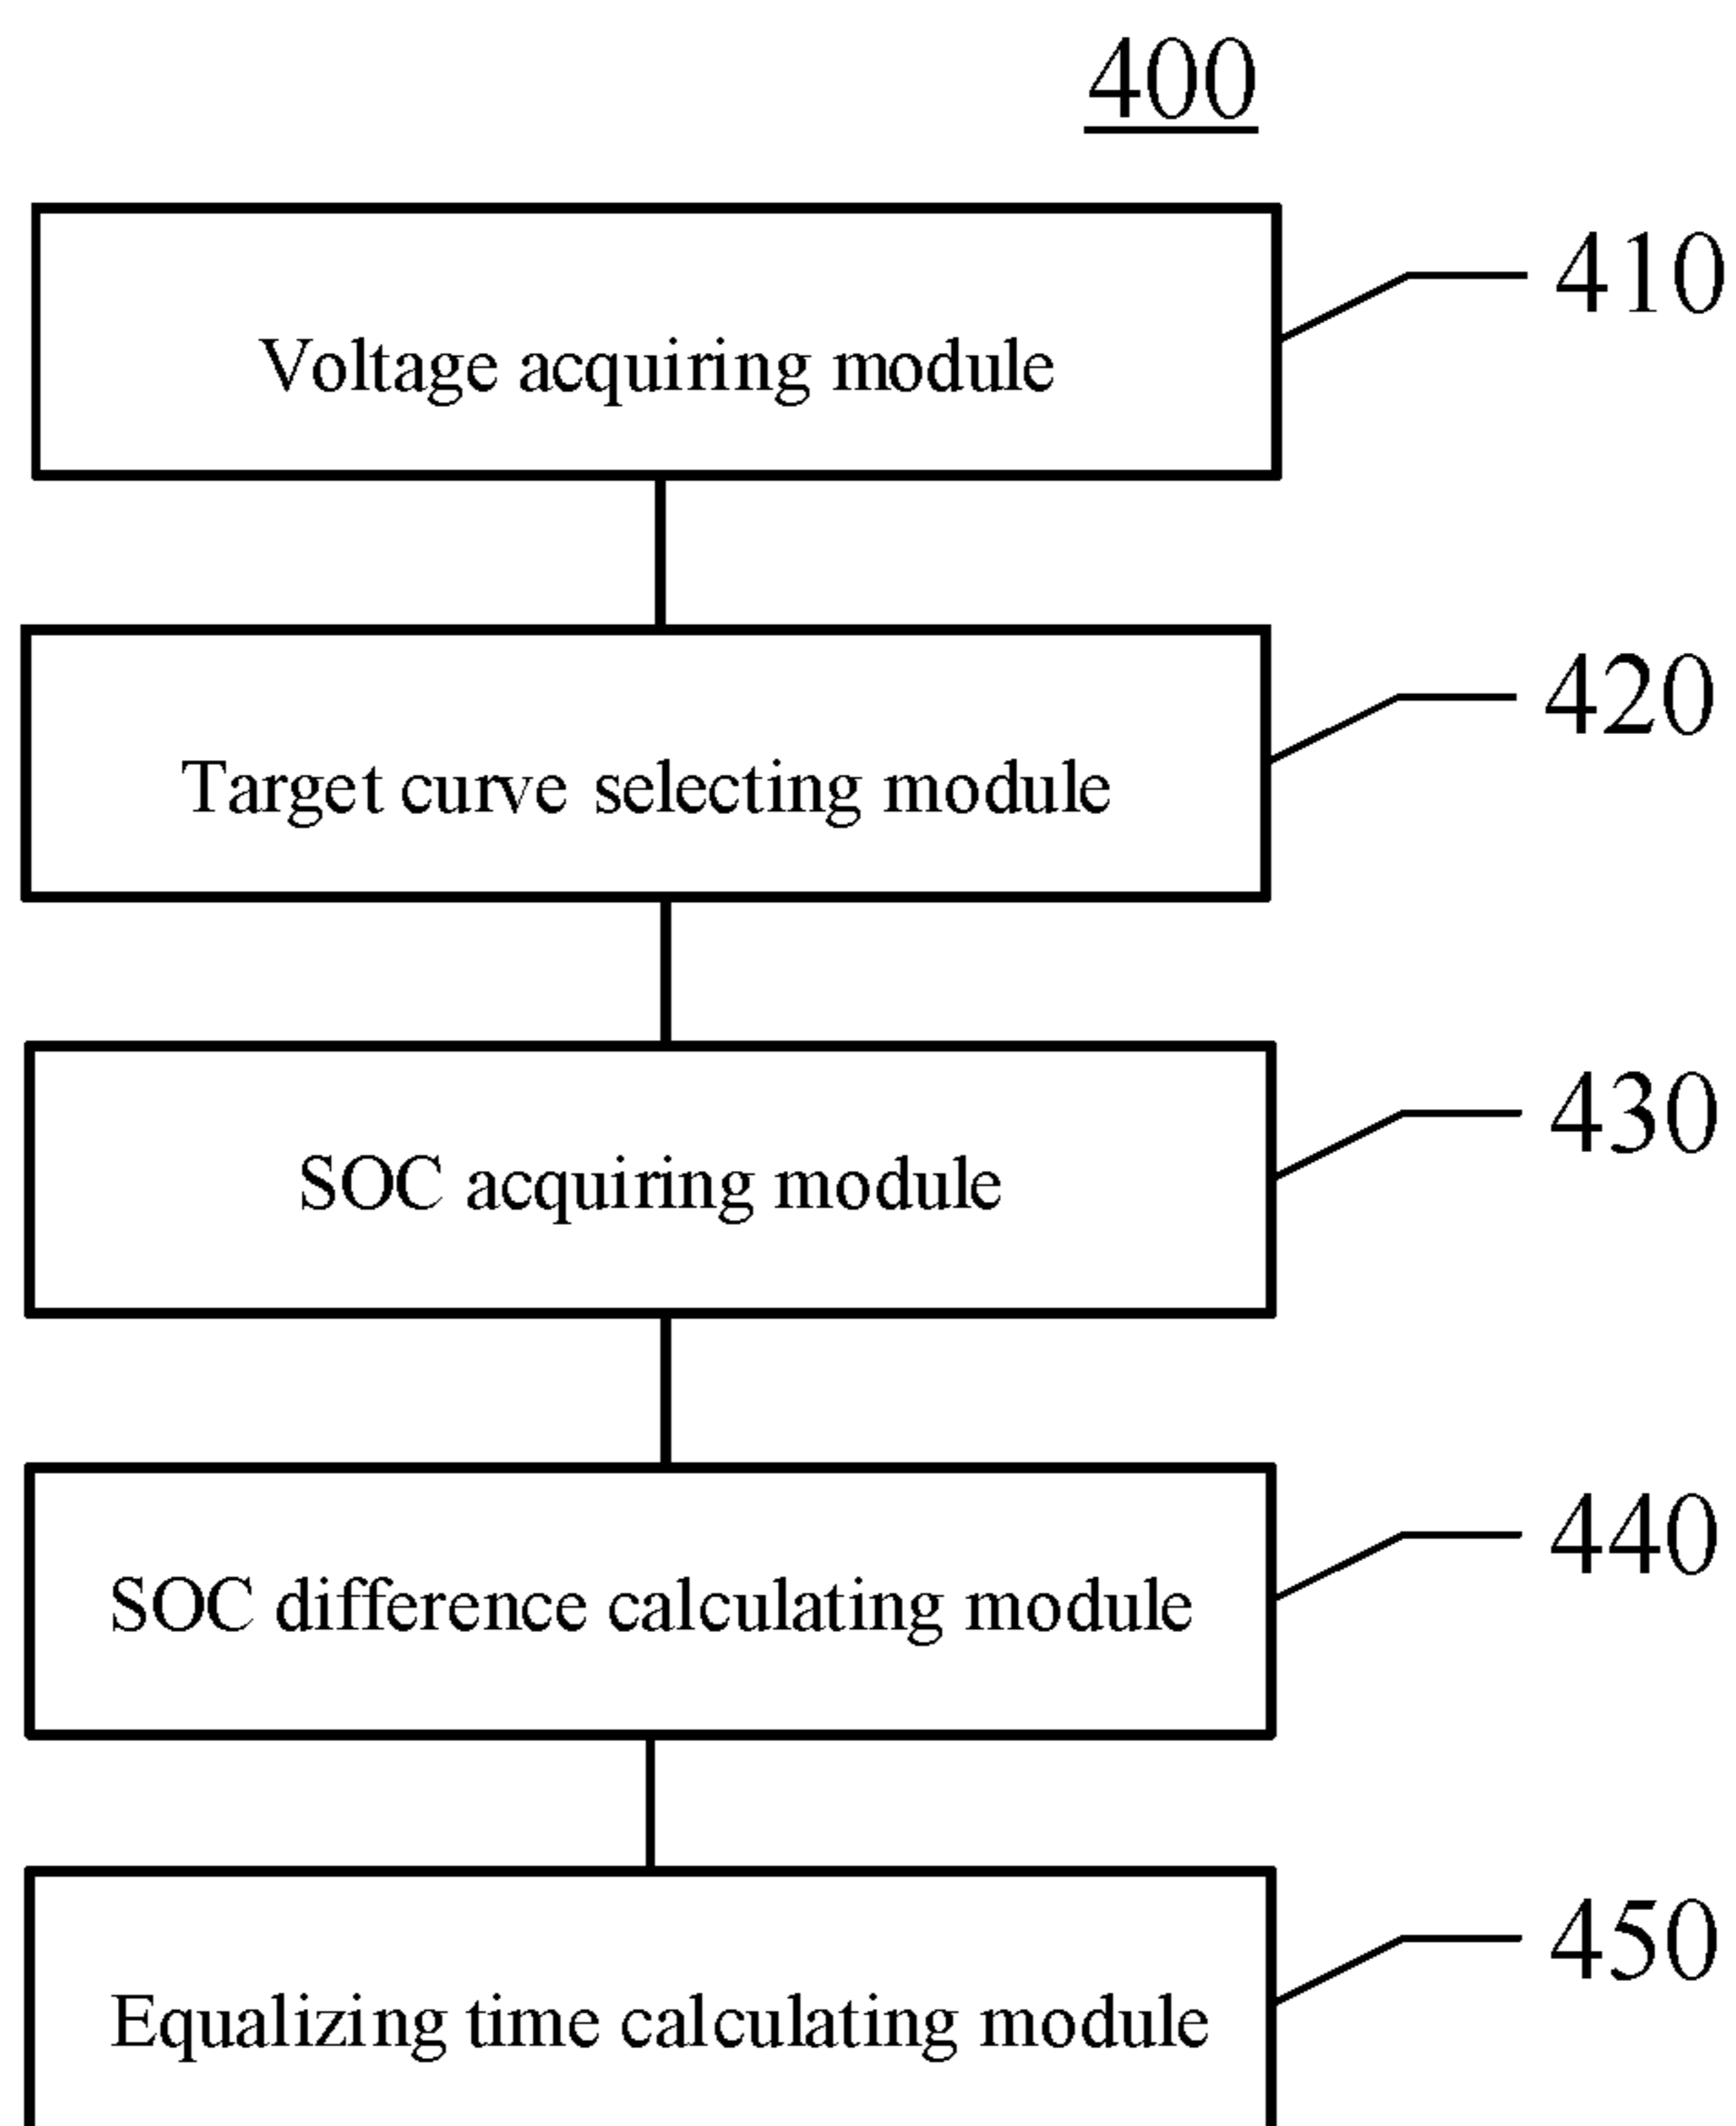 400
Voltage acquiring module
410
Target curve selecting module
420
SOC acquiring module
430
SOC difference calculating module
440
Equalizing time calculating module
450